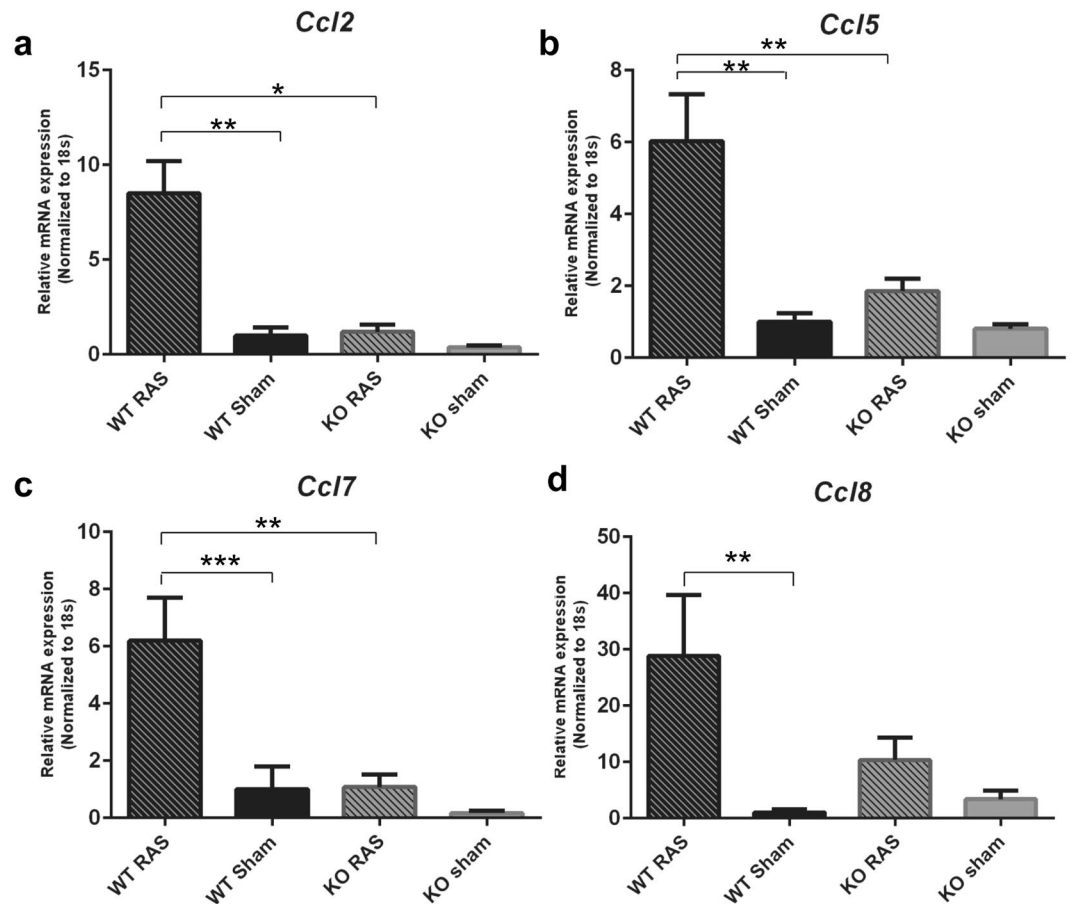 a
Ccl2
Relative mRNA expression
(Normalized to 18s)
15
10
5
0
*
**
WT RAS
WT Sham
KO RAS
KO sham
b
Ccl5
Relative mRNA expression
(Normalized to 18s)
8
6
4
2
0
**
**
WT RAS
WT Sham
KO RAS
KO sham
c
Ccl7
Relative mRNA expression
(Normalized to 18s)
10
8
6
4
2
0
**
***
WT RAS
WT Sham
KO RAS
KO sham
d
Ccl8
Relative mRNA expression
(Normalized to 18s)
50
40
30
20
10
0
**
WT RAS
WT Sham
KO RAS
KO sham